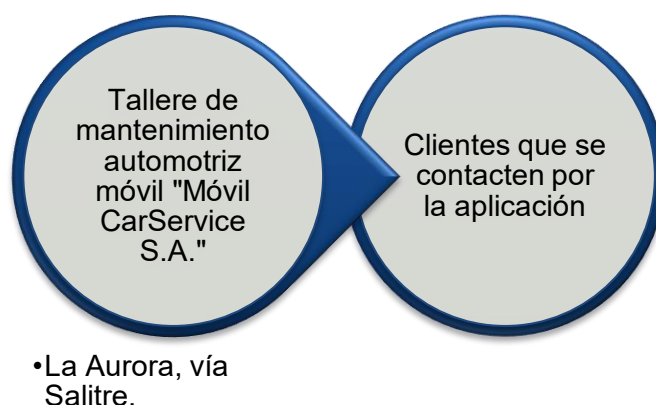 Tallere de
mantenimiento
automotriz
móvil "Móvil
CarService
S.A."
Clientes que se
contacten por
la aplicación
•La Aurora, vía
Salitre.